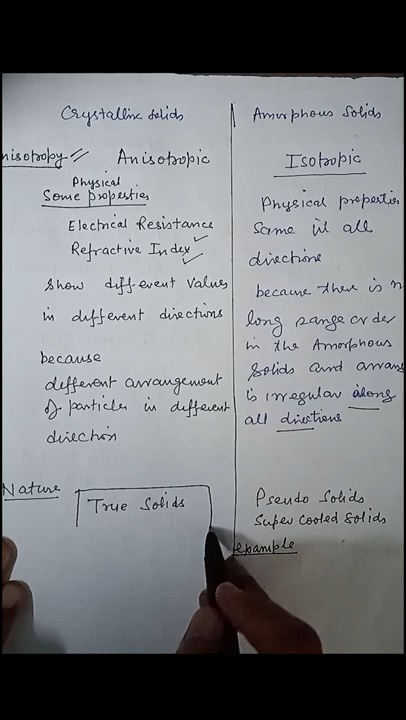 Crystalline solids
Amorphous Solids
nisotropy
Anisotropic
Isotropic
Physical
Some properties
Electrical Resistance
Refractive Index
Show different values
in different directions
because
different arrangement
of particles in different
direction
Physical properties
Same in all
directions
because there is n
long range order
in the Amorphous
Solids and arran
is irregular along
all directions
Nature
True Solids
Pseudo Solids
Super cooled solids
example